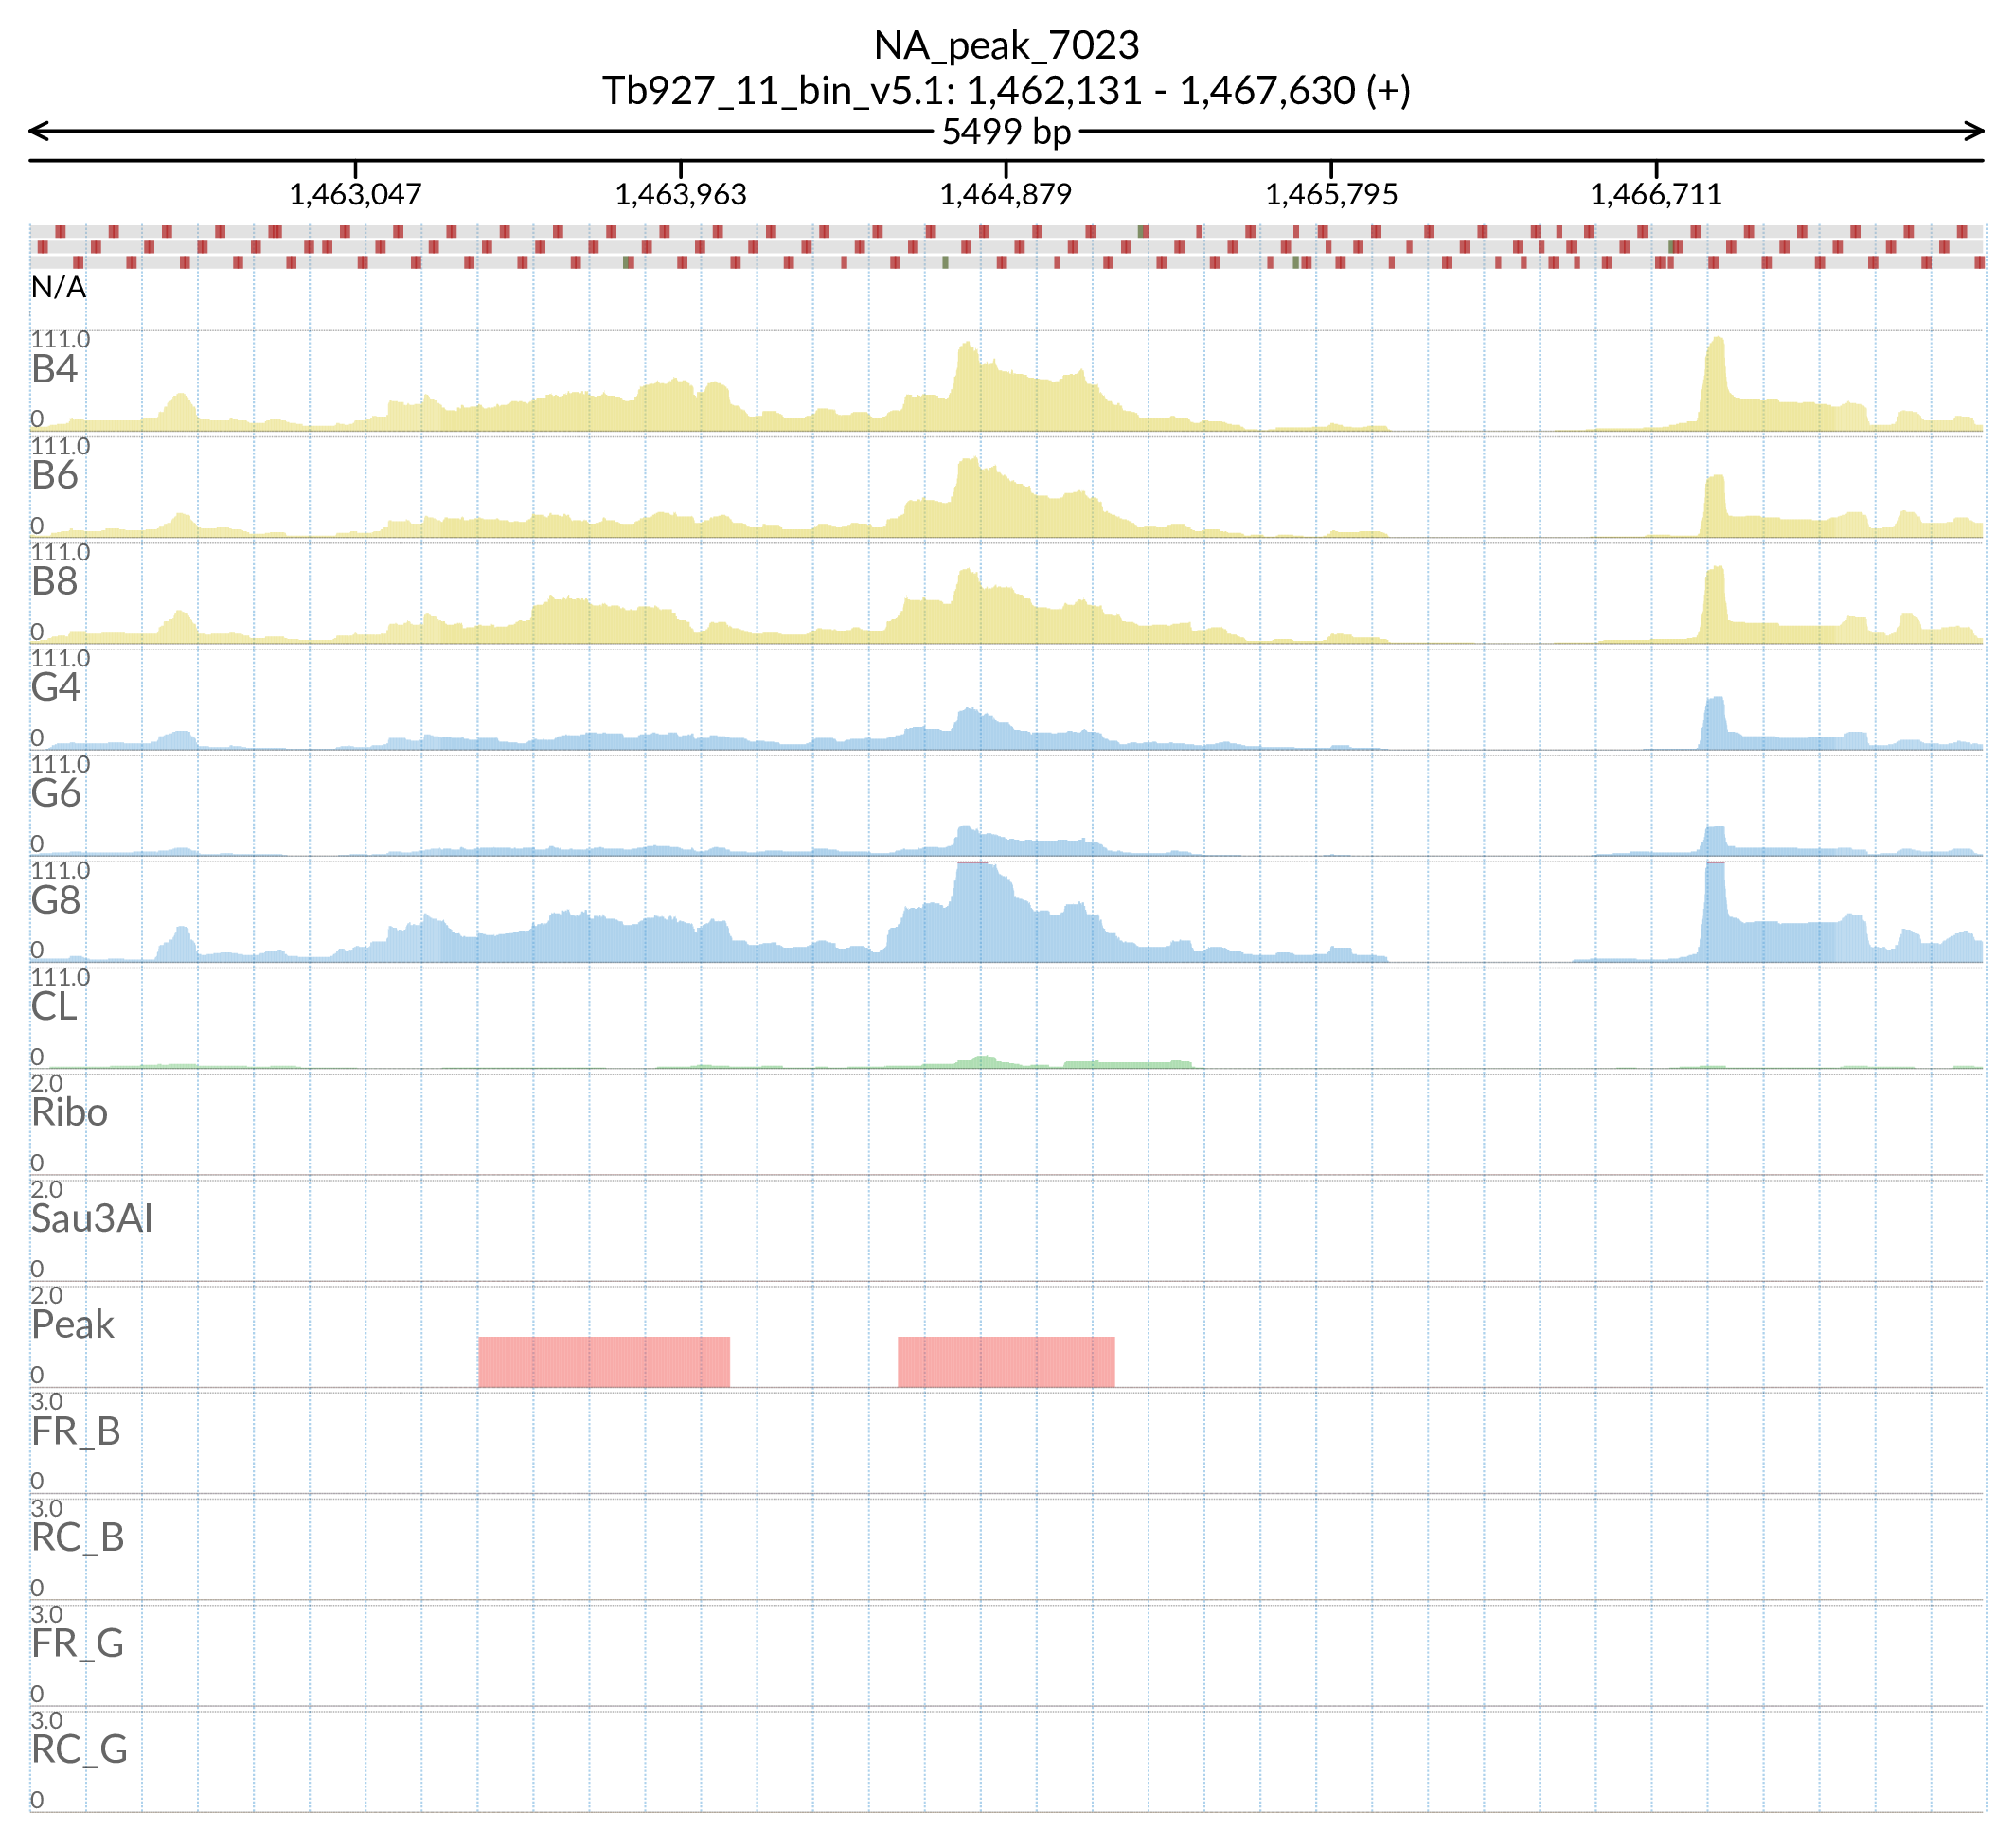 NA_peak_7023
Tb927_11_bin_v5.1: 1,462,131 - 1,467,630 (+)
5499 bp
1,463,047 1,463,963 1,464,879 1,465,795 1,466,711
N/A
111.0
B4
0
111.0
B6
0
111.0
B8
0
111.0
G4
0
111.0
G6
0
111.0
G8
0
111.0
CL
0
2.0
Ribo
0
2.0
Sau3AI
0
2.0
Peak
0
3.0
FR_B
0
3.0
RC_B
0
3.0
FR_G
0
3.0
RC_G
0